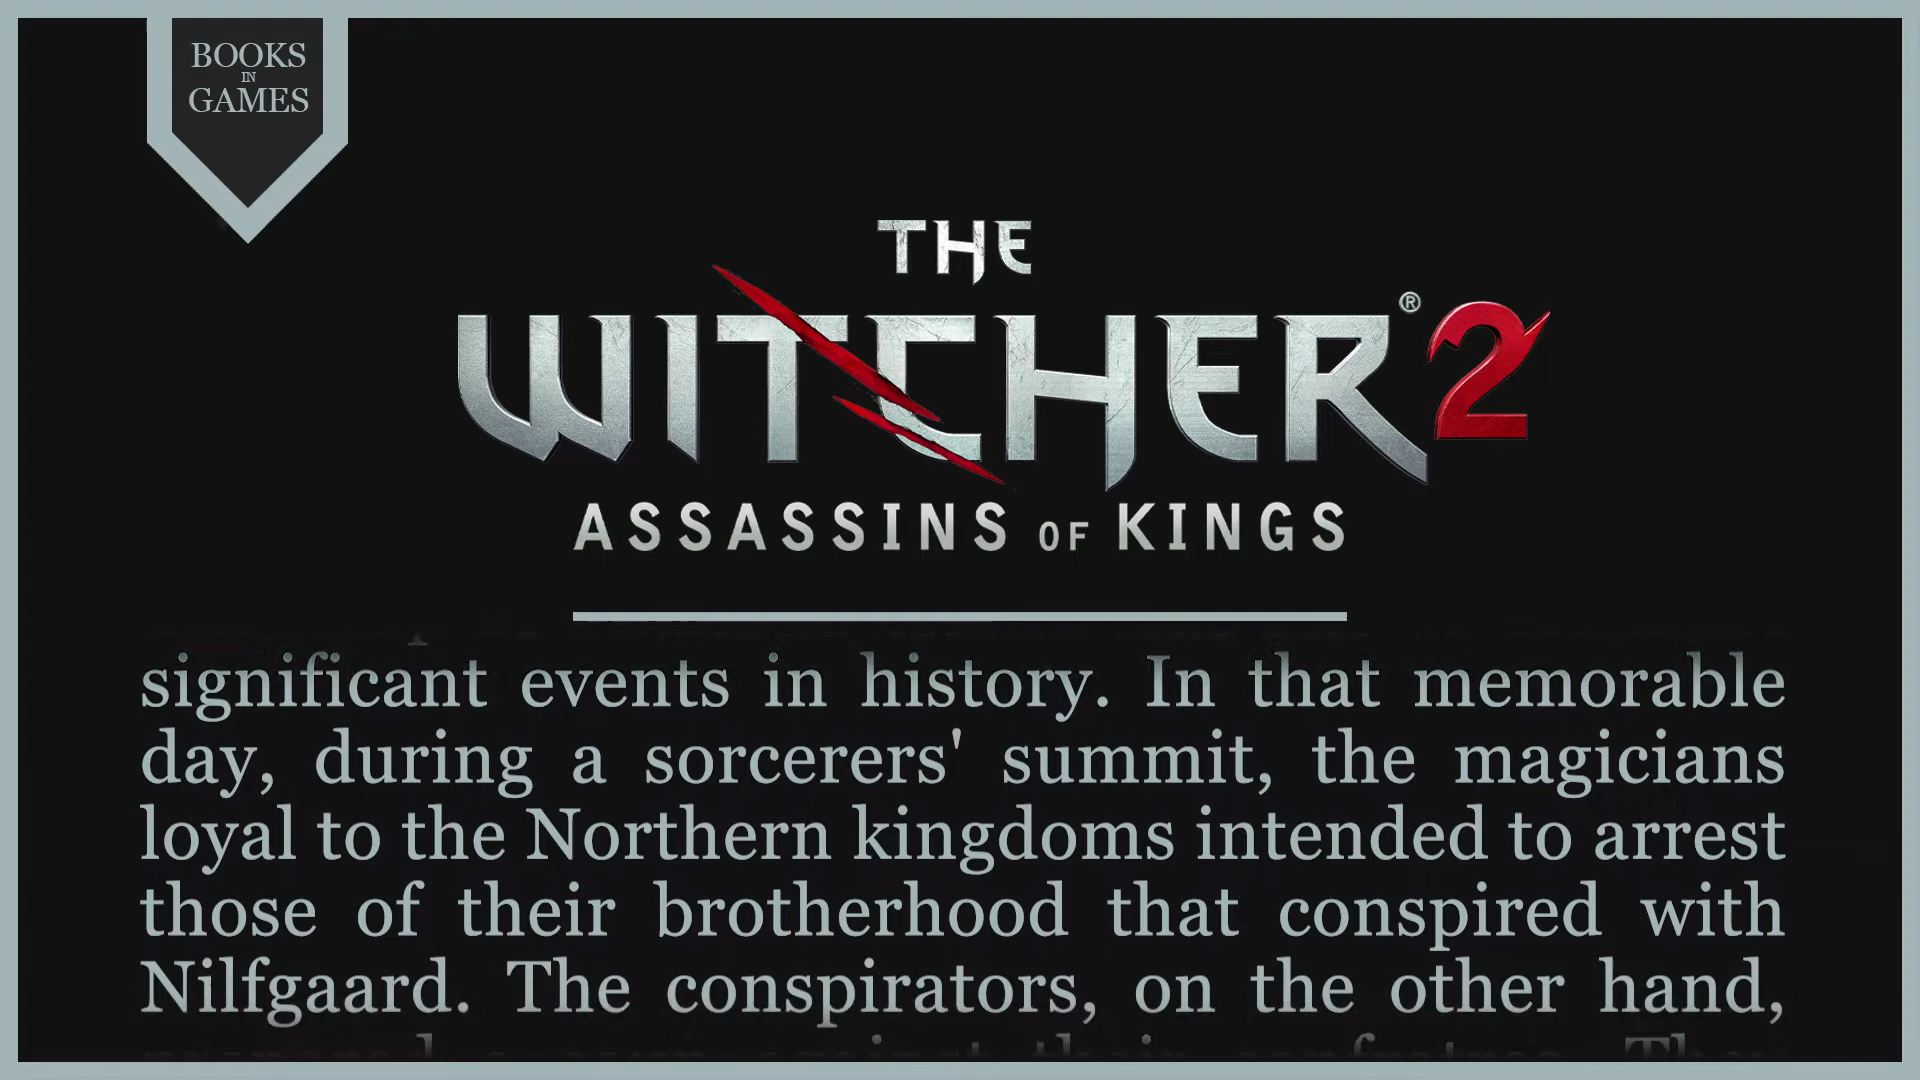 BOOKS
IN
GAMES
THE
WITCHER®2
ASSASSINS OF KINGS
significant events in history. In that memorable
day, during a sorcerers' summit, the magicians
loyal to the Northern kingdoms intended to arrest
those of their brotherhood that conspired with
Nilfgaard. The conspirators, on the other hand,